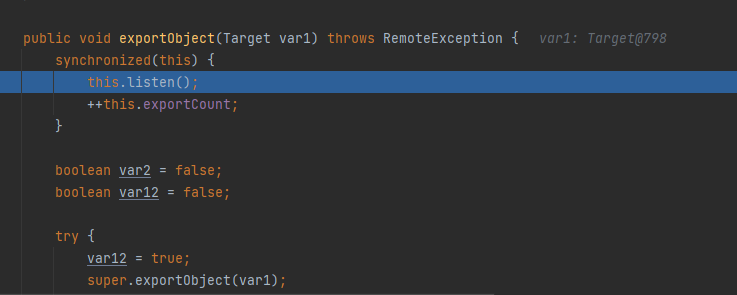 public void exportObject(Target var1) throws RemoteException {   var1: Target@798
    synchronized(this) {
        this.listen();
        ++this.exportCount;
    }

    boolean var2 = false;
    boolean var12 = false;

    try {
        var12 = true;
        super.exportObject(var1);